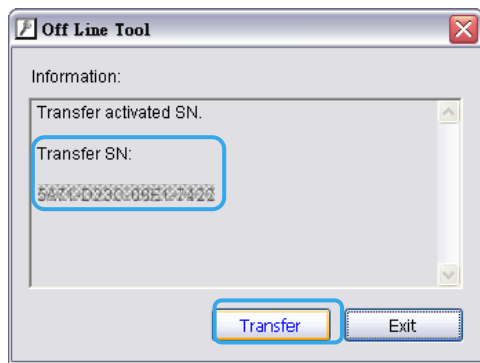 Off Line Tool
Information:
Transfer activated SN.
Transfer SN:
Transfer
Exit